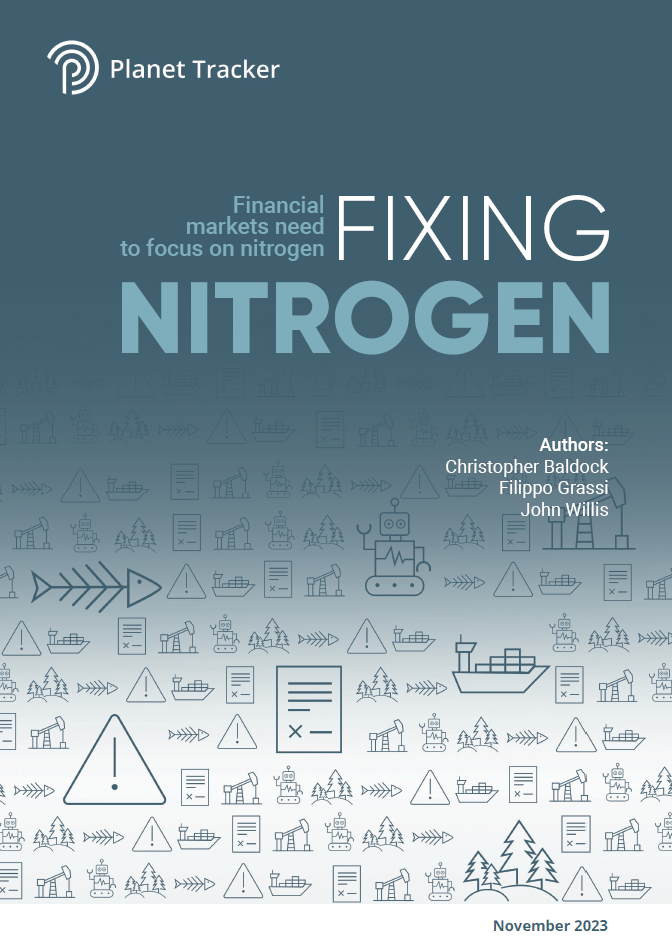 Planet Tracker
Financial
markets need
to focus on nitrogen
FIXING
NITROGEN
Authors:
Christopher Baldock
Filippo Grassi
John Willis
November 2023